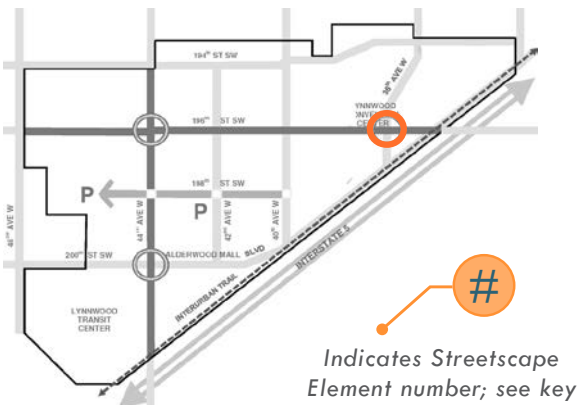 194TH ST SW
36TH AVE W
LYNNWOOD
CONVENTION
CENTER
196TH ST SW
198TH ST SW
P
P
46TH AVE W
44TH AVE W
42ND AVE W
40TH AVE W
200TH ST SW
ALDERWOOD MALL BLVD
INTERURBAN TRAIL
INTERSTATE 5
LYNNWOOD
TRANSIT
CENTER
#
Indicates Streetscape
Element number; see key